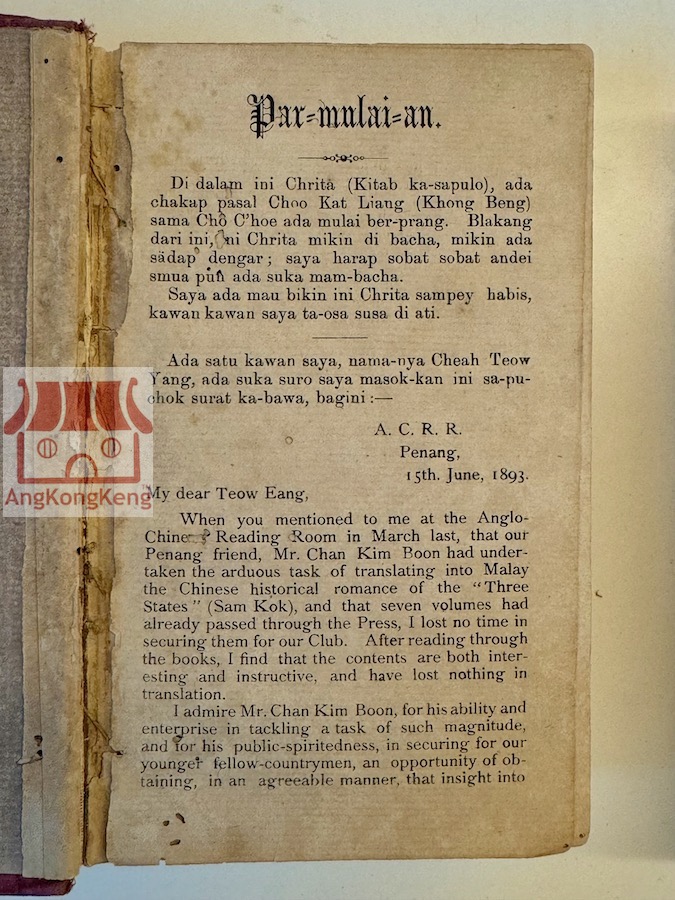 Par-mulai-an.
Di dalam ini Chrita (Kitab ka-sapulo), ada
chakap pasal Choo Kat Liang (Khong Beng)
sama Cho C'hoe ada mulai ber-prang. Blakang
dari ini, ini Chrita mikin di bacha, mikin ada
sădap dengar; saya harap sobat sobat andei
smua pun ada suka mam-bacha.
Saya ada mau bikin ini Chrita sampey habis,
kawan kawan saya ta-osa susa di ati.
Ada satu kawan saya, nama-nya Cheah Teow
Yang, ada suka suro saya masok-kan ini sa-pu-
chok surat ka-bawa, bagini :—
A. C. R. R.
Penang,
15th. June, 1893.
My dear Teow Eang,
When you mentioned to me at the Anglo-
Chinese Reading Room in March last, that our
Penang friend, Mr. Chan Kim Boon had under-
taken the arduous task of translating into Malay
the Chinese historical romance of the "Three
States" (Sam Kok), and that seven volumes had
already passed through the Press, I lost no time in
securing them for our Club. After reading through
the books, I find that the contents are both inter-
esting and instructive, and have lost nothing in
translation.
I admire Mr. Chan Kim Boon, for his ability and
enterprise in tackling a task of such magnitude,
and for his public-spiritedness, in securing for our
younger fellow-countrymen, an opportunity of ob-
taining, in an agreeable manner, that insight into
AngKongKeng